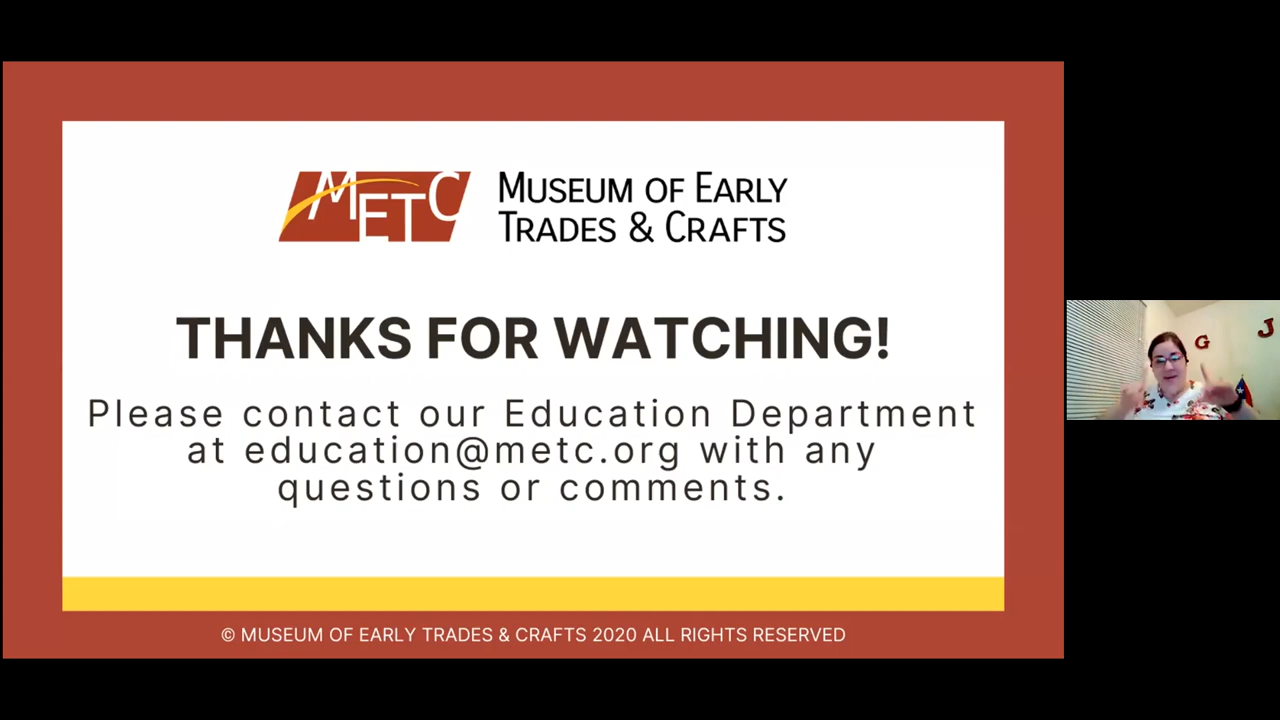 METC
MUSEUM OF EARLY
TRADES & CRAFTS
THANKS FOR WATCHING!
Please contact our Education Department
at education@metc.org with any
questions or comments.
© MUSEUM OF EARLY TRADES & CRAFTS 2020 ALL RIGHTS RESERVED
G
J